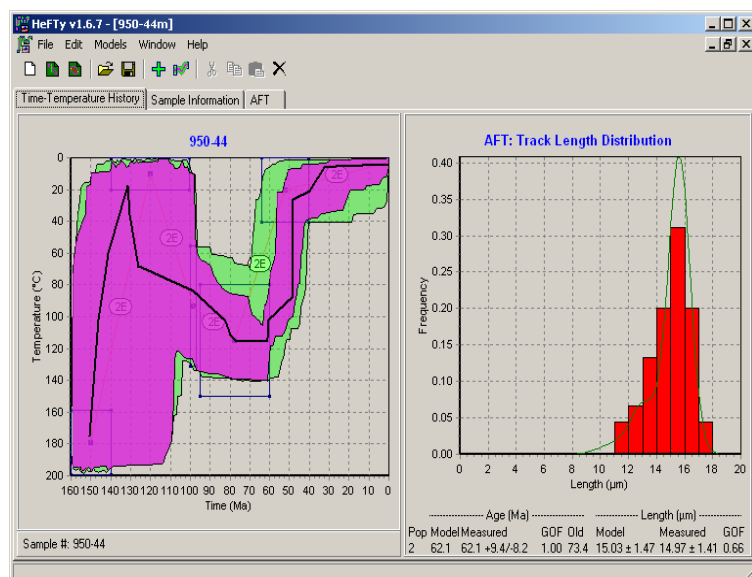 HeFTy v1.6.7 - [950-44m]
File Edit Models Window Help
Time-Temperature History Sample Information AFT
950-44
Temperature (°C)
0
20
40
60
80
100
120
140
160
180
200
2E
2E
2E
2E
2E
160 150 140 130 120 110 100 90 80 70 60 50 40 30 20 10 0
Time (Ma)
Sample #: 950-44
AFT: Track Length Distribution
Frequency
0.40
0.35
0.30
0.25
0.20
0.15
0.10
0.05
0.00
0 2 4 6 8 10 12 14 16 18 20
Length (µm)
Age (Ma) Length (µm)
Pop Model Measured GOF Old Model Measured GOF
2 62.1 62.1 +9.4/-8.2 1.00 73.4 15.03 ± 1.47 14.97 ± 1.41 0.66